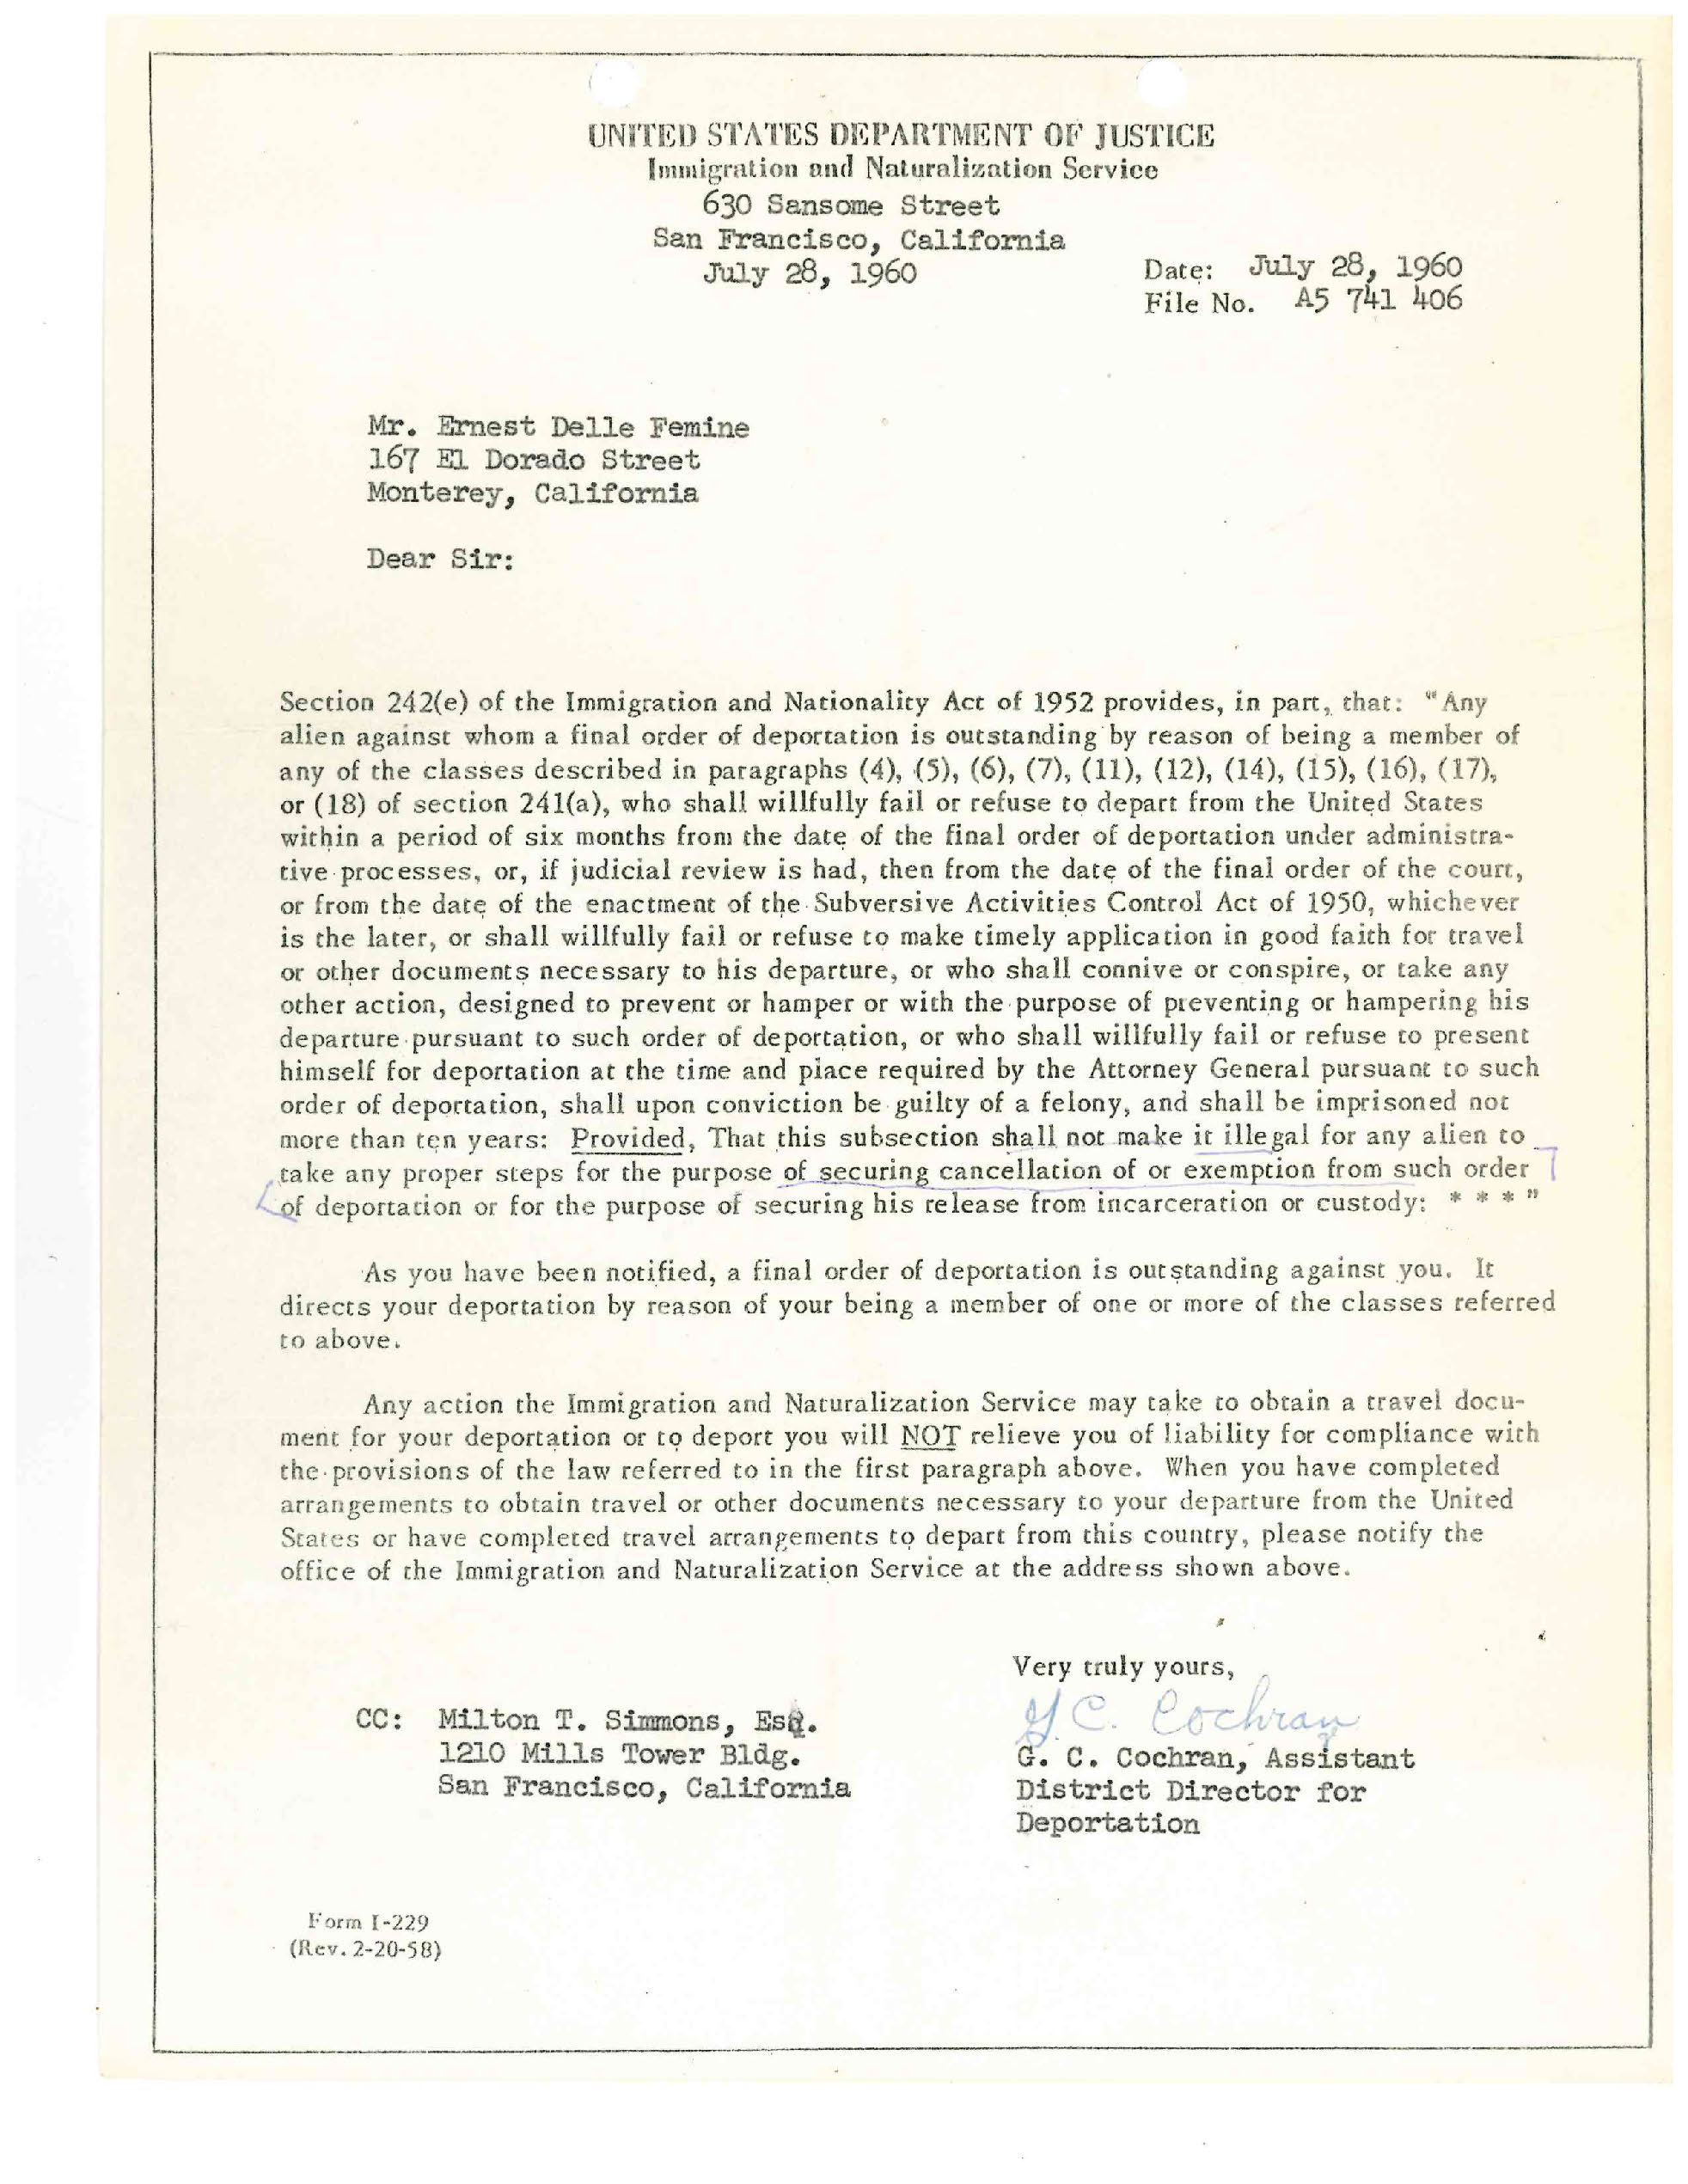 UNITED STATES DEPARTMENT OF JUSTICE
Immigration and Naturalization Service
630 Sansome Street
San Francisco, California
July 28, 1960
Date: July 28, 1960
File No. A5 741 406
Mr. Ernest Delle Femine
167 El Dorado Street
Monterey, California
Dear Sir:
Section 242(e) of the Immigration and Nationality Act of 1952 provides, in part, that: "Any
alien against whom a final order of deportation is outstanding by reason of being a member of
any of the classes described in paragraphs (4), (5), (6), (7), (11), (12), (14), (15), (16), (17),
or (18) of section 241(a), who shall willfully fail or refuse to depart from the United States
within a period of six months from the date of the final order of deportation under administra-
tive processes, or, if judicial review is had, then from the date of the final order of the court,
or from the date of the enactment of the Subversive Activities Control Act of 1950, whichever
is the later, or shall willfully fail or refuse to make timely application in good faith for travel
or other documents necessary to his departure, or who shall connive or conspire, or take any
other action, designed to prevent or hamper or with the purpose of preventing or hampering his
departure pursuant to such order of deportation, or who shall willfully fail or refuse to present
himself for deportation at the time and place required by the Attorney General pursuant to such
order of deportation, shall upon conviction be guilty of a felony, and shall be imprisoned not
more than ten years: Provided, That this subsection shall not make it illegal for any alien to
take any proper steps for the purpose of securing cancellation of or exemption from such order
of deportation or for the purpose of securing his release from incarceration or custody: * * * "
As you have been notified, a final order of deportation is outstanding against you. It
directs your deportation by reason of your being a member of one or more of the classes referred
to above.
Any action the Immigration and Naturalization Service may take to obtain a travel docu-
ment for your deportation or to deport you will NOT relieve you of liability for compliance with
the provisions of the law referred to in the first paragraph above. When you have completed
arrangements to obtain travel or other documents necessary to your departure from the United
States or have completed travel arrangements to depart from this country, please notify the
office of the Immigration and Naturalization Service at the address shown above.
Very truly yours,
G. C. Cochran
G. C. Cochran, Assistant
District Director for
Deportation
CC: Milton T. Simmons, Esq.
1210 Mills Tower Bldg.
San Francisco, California
Form I-229
(Rev. 2-20-58)